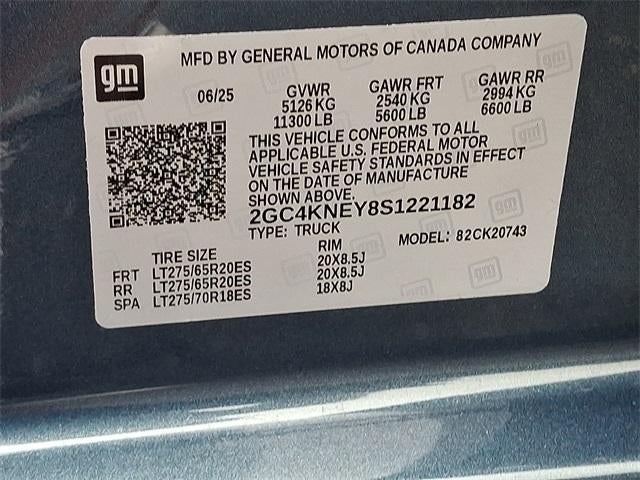 gm
MFD BY GENERAL MOTORS OF CANADA COMPANY
06/25
GVWR GAWR FRT GAWR RR
5126 KG 2540 KG 2994 KG
11300 LB 5600 LB 6600 LB
THIS VEHICLE CONFORMS TO ALL
APPLICABLE U.S. FEDERAL MOTOR
VEHICLE SAFETY STANDARDS IN EFFECT
ON THE DATE OF MANUFACTURE
SHOWN ABOVE.
2GC4KNEY8S1221182
TYPE: TRUCK MODEL: 82CK20743
TIRE SIZE RIM
FRT LT275/65R20ES 20X8.5J
RR LT275/65R20ES 20X8.5J
SPA LT275/70R18ES 18X8J